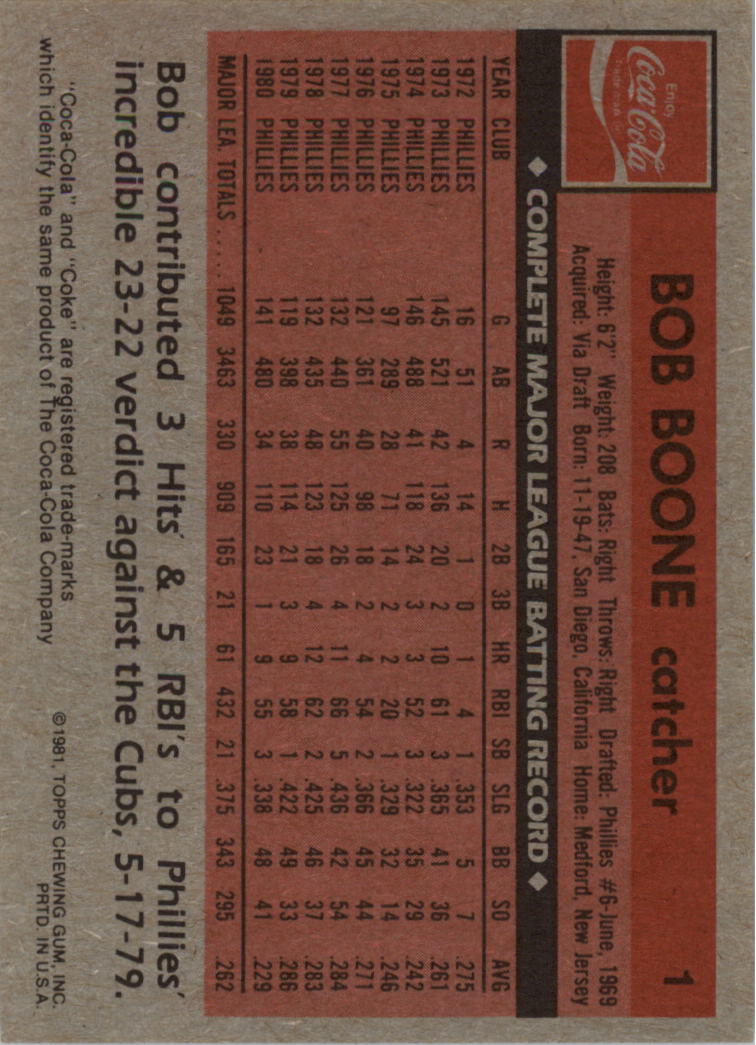 Enjoy
Coca-Cola
Trade-mark ®
BOB BOONE catcher 1
Height: 6'2" Weight: 208 Bats: Right Throws: Right Drafted: Phillies #6-June, 1969
Acquired: Via Draft Born: 11-19-47, San Diego, California Home: Medford, New Jersey
◆ COMPLETE MAJOR LEAGUE BATTING RECORD ◆
YEAR CLUB G AB R H 2B 3B HR RBI SB SLG BB SO AVG
1972 PHILLIES 16 51 4 14 1 0 1 4 1 .353 5 7 .275
1973 PHILLIES 145 521 42 136 20 2 10 61 3 .365 41 36 .261
1974 PHILLIES 146 488 41 118 24 3 3 52 3 .322 35 29 .242
1975 PHILLIES 97 289 28 71 14 2 2 20 1 .329 32 14 .246
1976 PHILLIES 121 361 40 98 18 2 4 54 2 .366 45 44 .271
1977 PHILLIES 132 440 55 125 26 4 11 66 5 .436 42 54 .284
1978 PHILLIES 132 435 48 123 18 4 12 62 2 .425 46 37 .283
1979 PHILLIES 119 398 38 114 21 3 9 58 1 .422 49 33 .286
1980 PHILLIES 141 480 34 110 23 1 9 55 3 .338 48 41 .229
MAJOR LEA. TOTALS ..... 1049 3463 330 909 165 21 61 432 21 .375 343 295 .262
Bob contributed 3 Hits & 5 RBI's to Phillies'
incredible 23-22 verdict against the Cubs, 5-17-79.
"Coca-Cola" and "Coke" are registered trade-marks
which identify the same product of The Coca-Cola Company
©1981, TOPPS CHEWING GUM, INC.
PRTD. IN U.S.A.